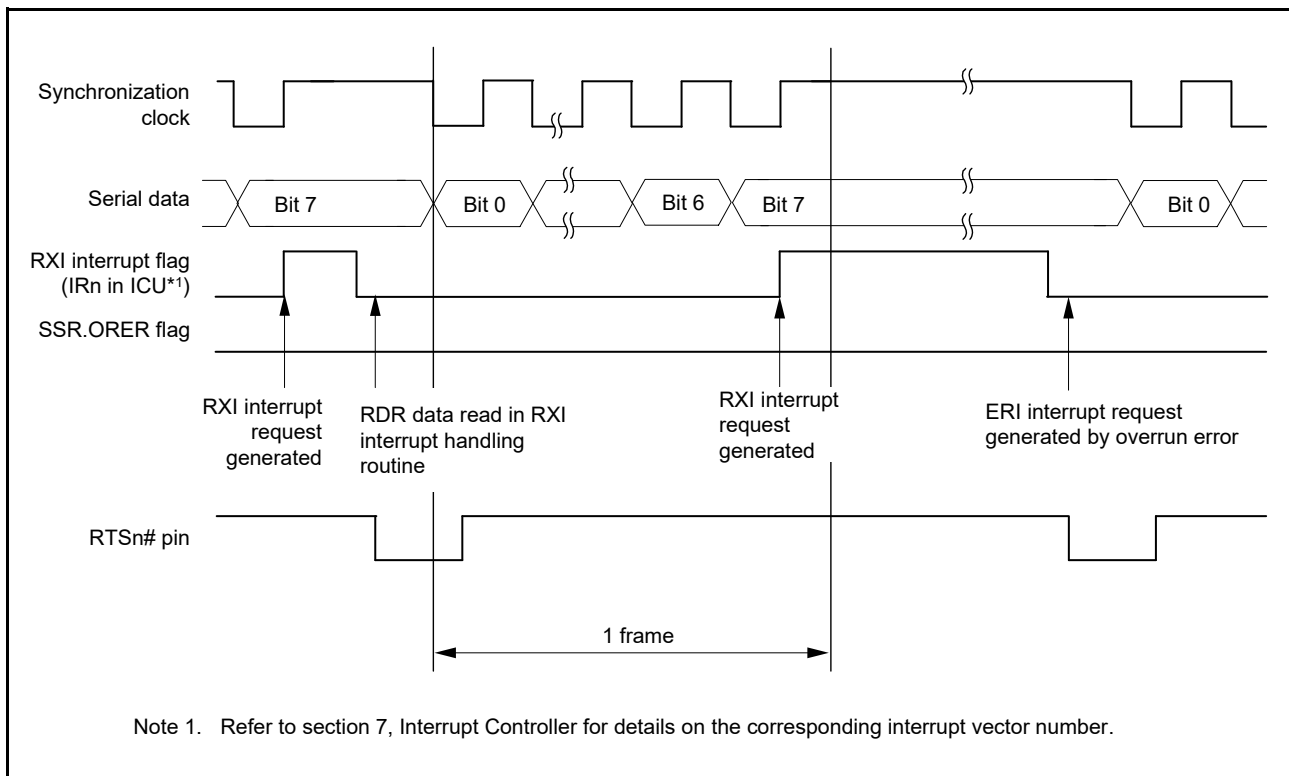 Synchronization
clock
Serial data
Bit 7
Bit 0
Bit 6
Bit 7
Bit 0
RXI interrupt flag
(IRn in ICU*1)
SSR.ORER flag
RXI interrupt
request
generated
RDR data read in RXI
interrupt handling
routine
RXI interrupt
request
generated
ERI interrupt request
generated by overrun error
RTSn# pin
1 frame
Note 1. Refer to section 7, Interrupt Controller for details on the corresponding interrupt vector number.